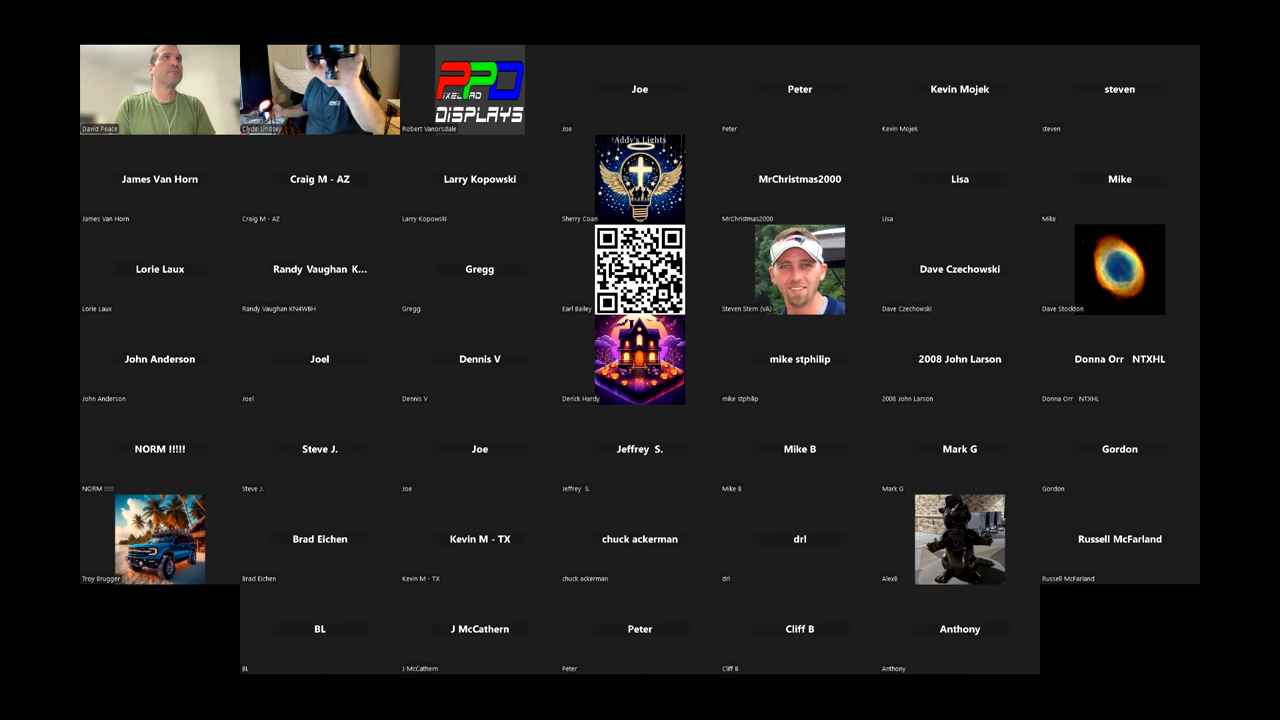 David Peace
Clyde Lindsey
PPD
IXEL RO
DISPLAYS
Robert Vanorsdale
Joe
Joe
Peter
Peter
Kevin Mojek
Kevin Mojek
steven
steven
James Van Horn
James Van Horn
Craig M - AZ
Craig M - AZ
Larry Kopowski
Larry Kopowski
Addy's Lights
Sherry Coan
MrChristmas2000
MrChristmas2000
Lisa
Lisa
Mike
Mike
Lorie Laux
Lorie Laux
Randy Vaughan K...
Randy Vaughan KN4WBH
Gregg
Gregg
Earl Bailey
Steven Stern (VA)
Dave Czechowski
Dave Czechowski
Dave Stockton
John Anderson
John Anderson
Joel
Joel
Dennis V
Dennis V
Derick Hardy
mike stphilip
mike stphilip
2008 John Larson
2008 John Larson
Donna Orr NTXHL
Donna Orr NTXHL
NORM !!!!!
NORM !!!!!
Steve J.
Steve J.
Joe
Joe
Jeffrey S.
Jeffrey S.
Mike B
Mike B
Mark G
Mark G
Gordon
Gordon
Troy Brugger
Brad Eichen
Brad Eichen
Kevin M - TX
Kevin M - TX
chuck ackerman
chuck ackerman
drl
drl
AlexB
Russell McFarland
Russell McFarland
BL
BL
J McCathern
J McCathern
Peter
Peter
Cliff B
Cliff B
Anthony
Anthony